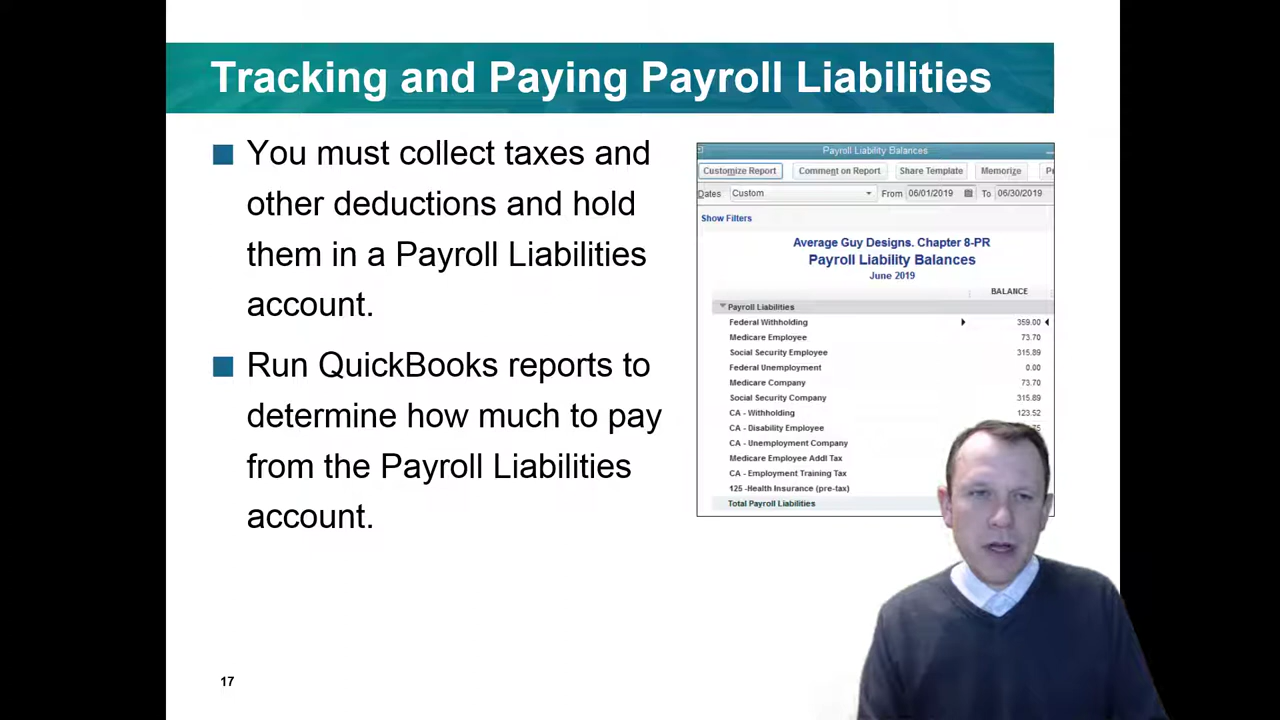 Tracking and Paying Payroll Liabilities
You must collect taxes and
other deductions and hold
them in a Payroll Liabilities
account.
Run QuickBooks reports to
determine how much to pay
from the Payroll Liabilities
account.
Payroll Liability Balances
Customize Report Comment on Report Share Template Memorize
Dates Custom From 06/01/2019 To 06/30/2019
Show Filters
Average Guy Designs. Chapter 8-PR
Payroll Liability Balances
June 2019
BALANCE
Payroll Liabilities
Federal Withholding 359.00
Medicare Employee 73.70
Social Security Employee 315.89
Federal Unemployment 0.00
Medicare Company 73.70
Social Security Company 315.89
CA - Withholding 123.52
CA - Disability Employee
CA - Unemployment Company
Medicare Employee Addl Tax
CA - Employment Training Tax
125 -Health Insurance (pre-tax)
Total Payroll Liabilities
17